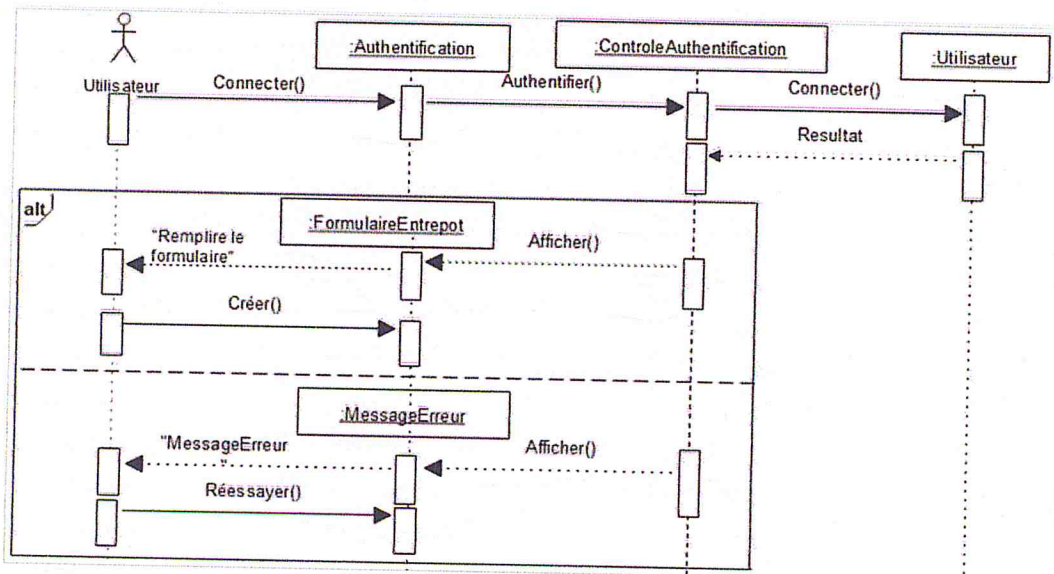 :Authentification
:ControleAuthentification
:Utilisateur
Utilisateur
Connecter()
Authentifier()
Connecter()
Resultat
alt
:FormulaireEntrepot
"Remplire le
formulaire"
Afficher()
Créer()
:MessageErreur
"MessageErreur
"
Afficher()
Réessayer()